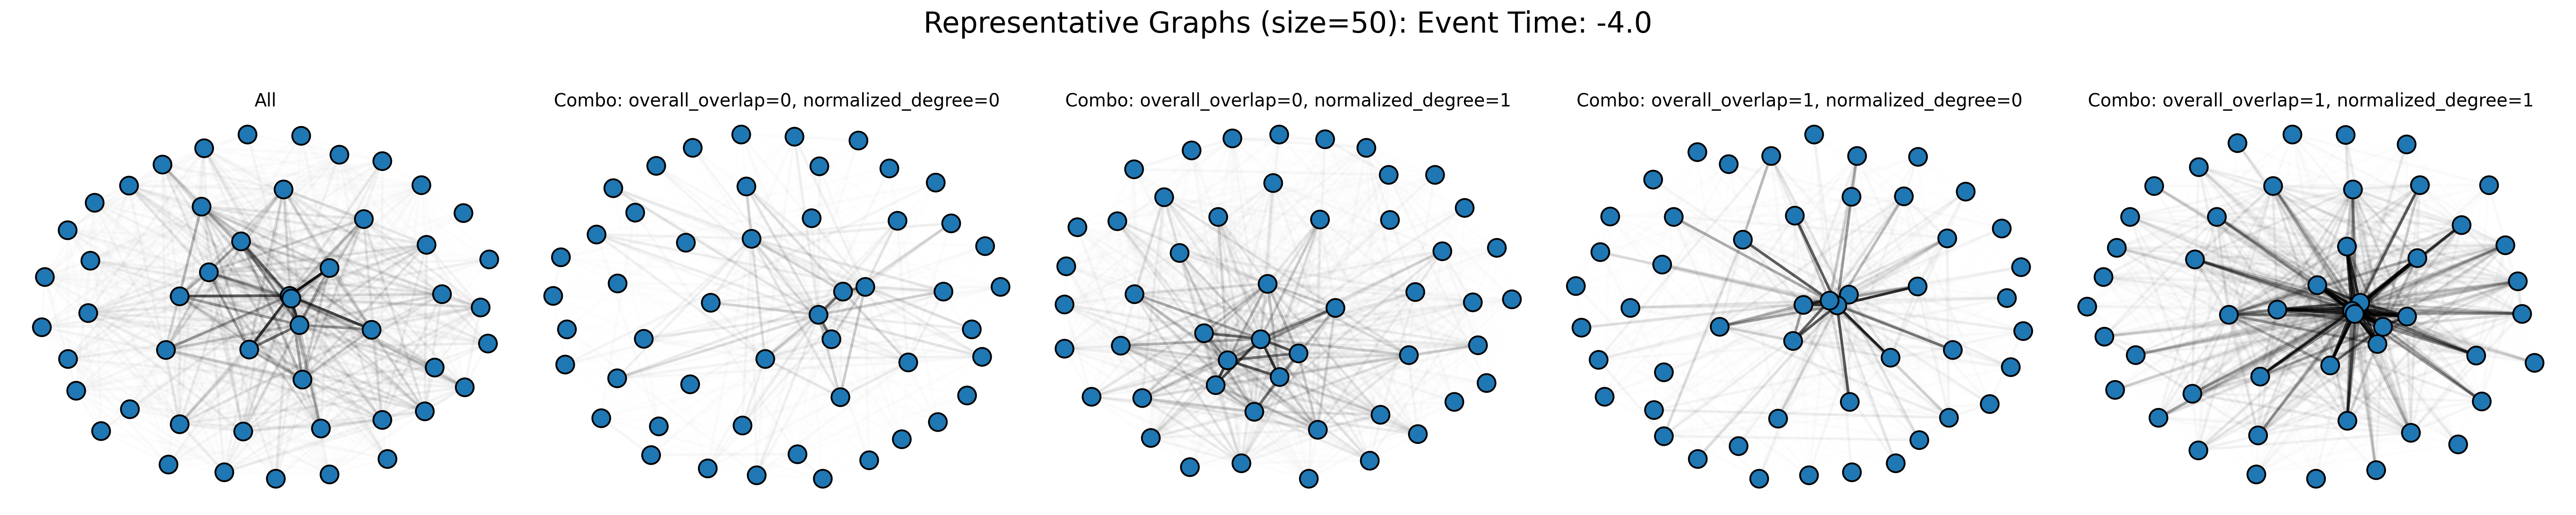 Representative Graphs (size=50): Event Time: -4.0
All
Combo: overall_overlap=0, normalized_degree=0
Combo: overall_overlap=0, normalized_degree=1
Combo: overall_overlap=1, normalized_degree=0
Combo: overall_overlap=1, normalized_degree=1